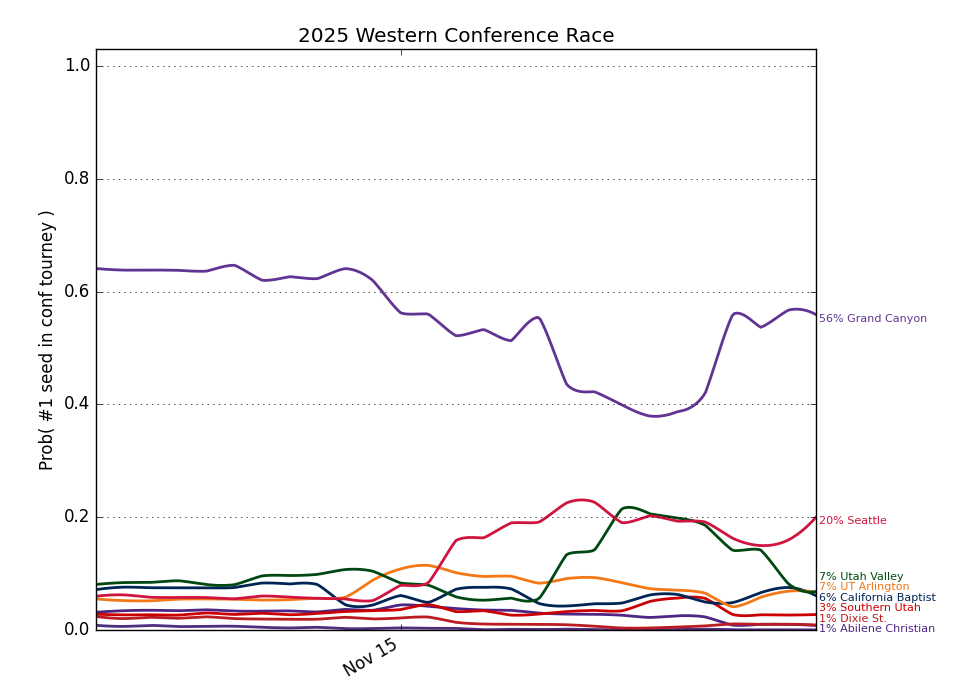 2025 Western Conference Race
Prob( #1 seed in conf tourney )
1.0
0.8
0.6
0.4
0.2
0.0
Nov 15
56% Grand Canyon
20% Seattle
7% Utah Valley
7% UT Arlington
6% California Baptist
3% Southern Utah
1% Dixie St.
1% Abilene Christian